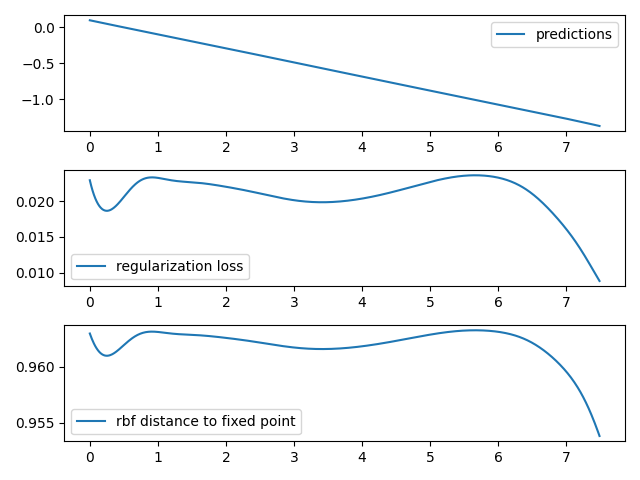 0.0
−0.5
−1.0
predictions
0 1 2 3 4 5 6 7
0.020
0.015
0.010
regularization loss
0 1 2 3 4 5 6 7
0.960
0.955
rbf distance to fixed point
0 1 2 3 4 5 6 7